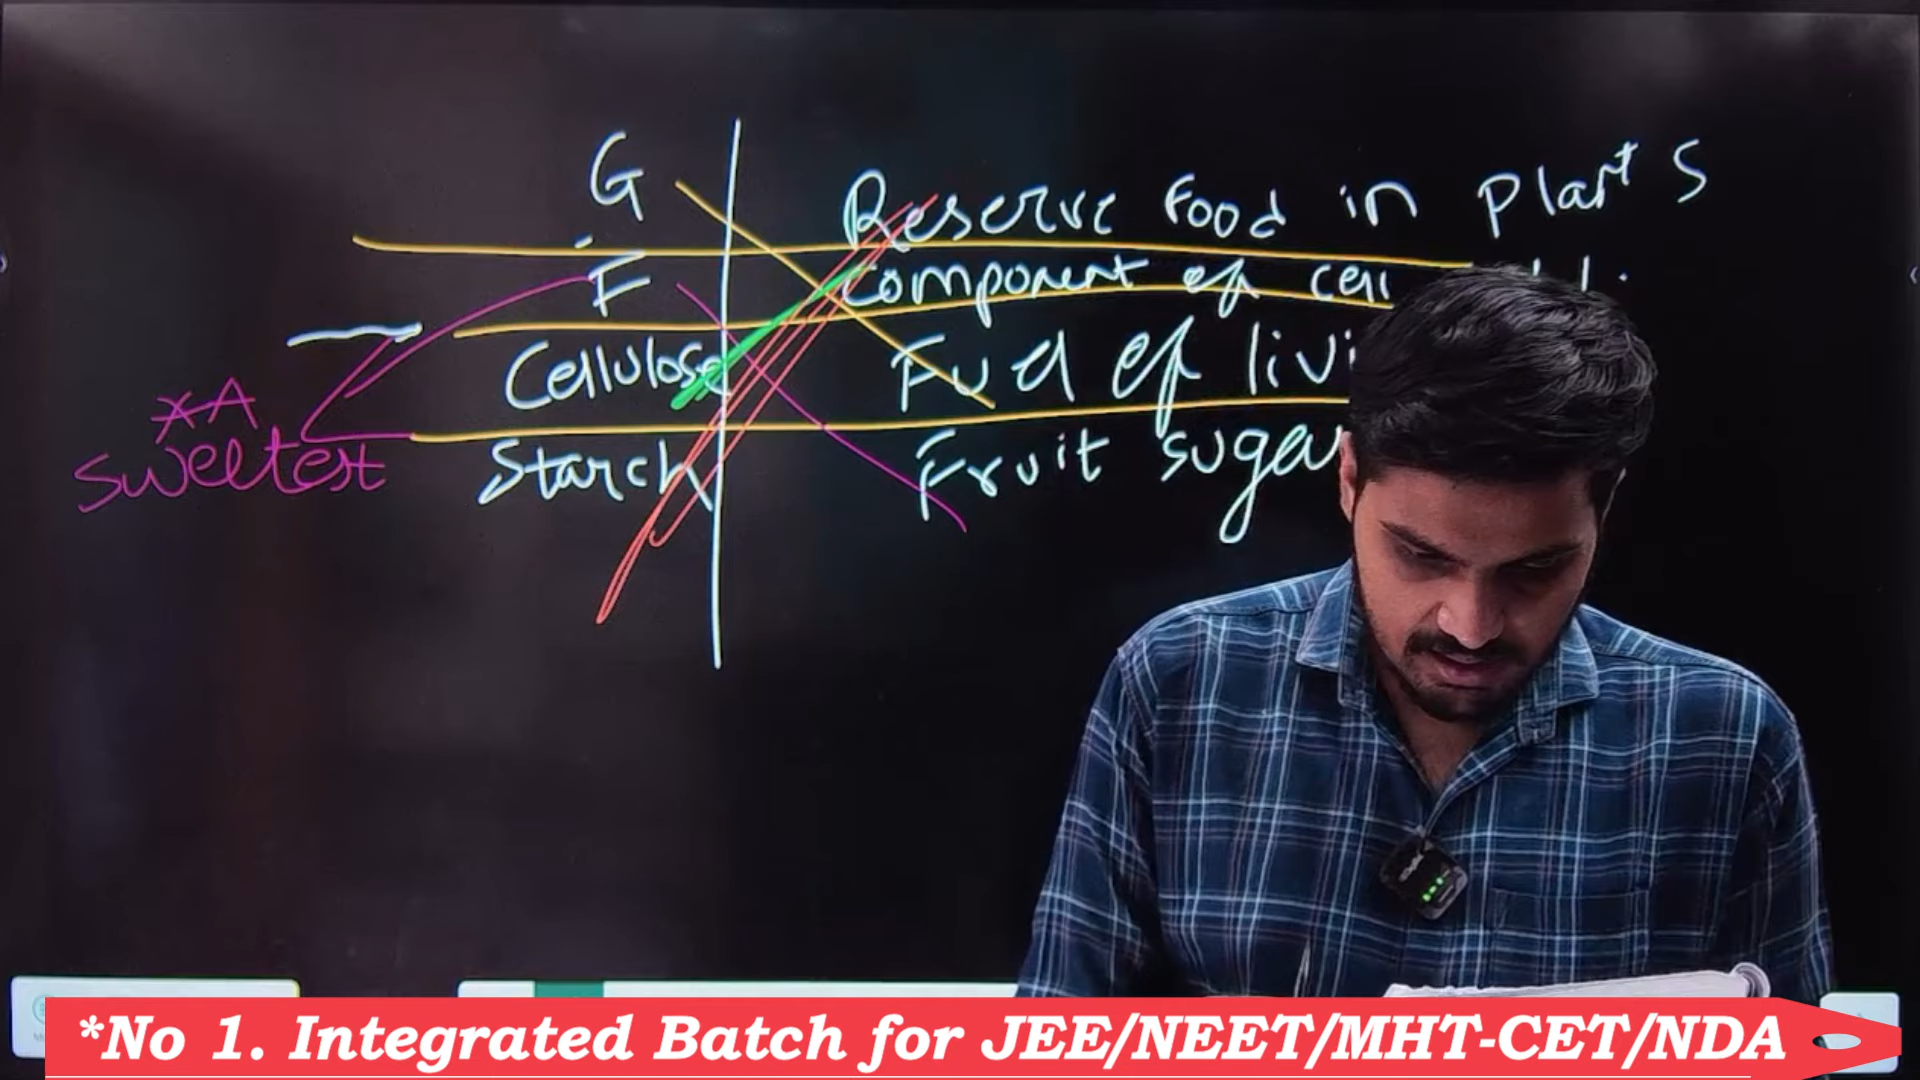 G
Reserve Food in Plants
F
Component of cell
Cellulose
Fuel of livi
*A
Sweetest
Starch
Fruit sugar
*No 1. Integrated Batch for JEE/NEET/MHT-CET/NDA